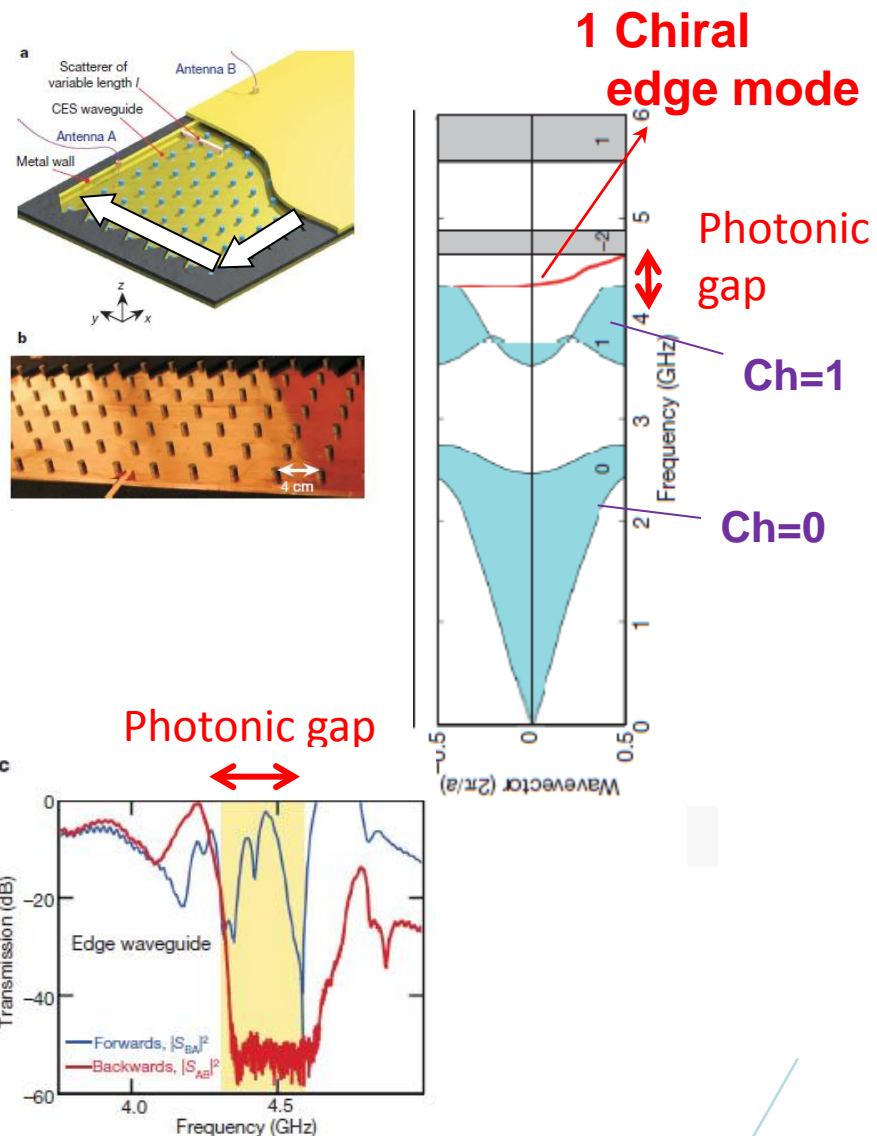 1 Chiral
edge mode
a
Scatterer of
variable length l
Antenna B
CES waveguide
Antenna A
Metal wall
z
y
x
b
4 cm
6
5
4
3
2
1
0
Frequency (GHz)
1
–2
1
0
–0.5
0
0.5
Wavevector (2π/a)
Photonic
gap
Ch=1
Ch=0
Photonic gap
c
0
–20
–40
–60
Transmission (dB)
Edge waveguide
Forwards, |S_BA|²
Backwards, |S_AB|²
4.0
4.5
Frequency (GHz)